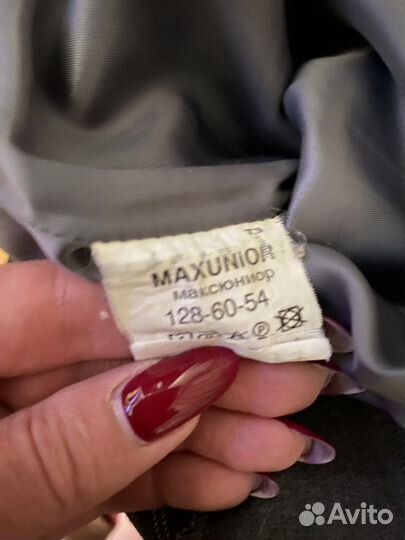 MAXUNIOR
максюниор
128-60-54
P
Avito